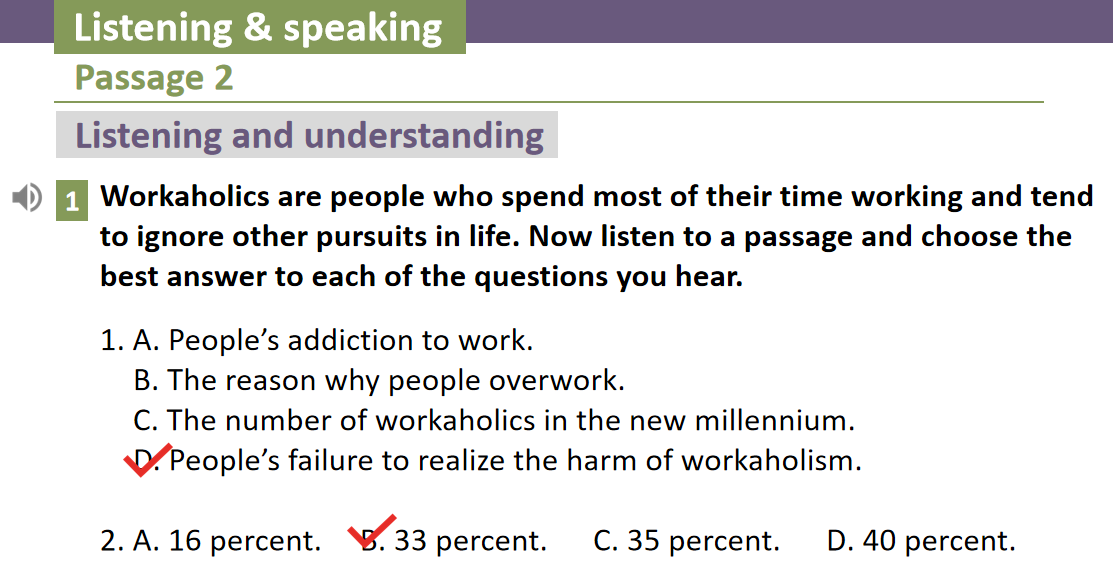 Listening & speaking
Passage 2
Listening and understanding
1 Workaholics are people who spend most of their time working and tend
to ignore other pursuits in life. Now listen to a passage and choose the
best answer to each of the questions you hear.
1. A. People’s addiction to work.
B. The reason why people overwork.
C. The number of workaholics in the new millennium.
D. People’s failure to realize the harm of workaholism.
2. A. 16 percent. B. 33 percent. C. 35 percent. D. 40 percent.